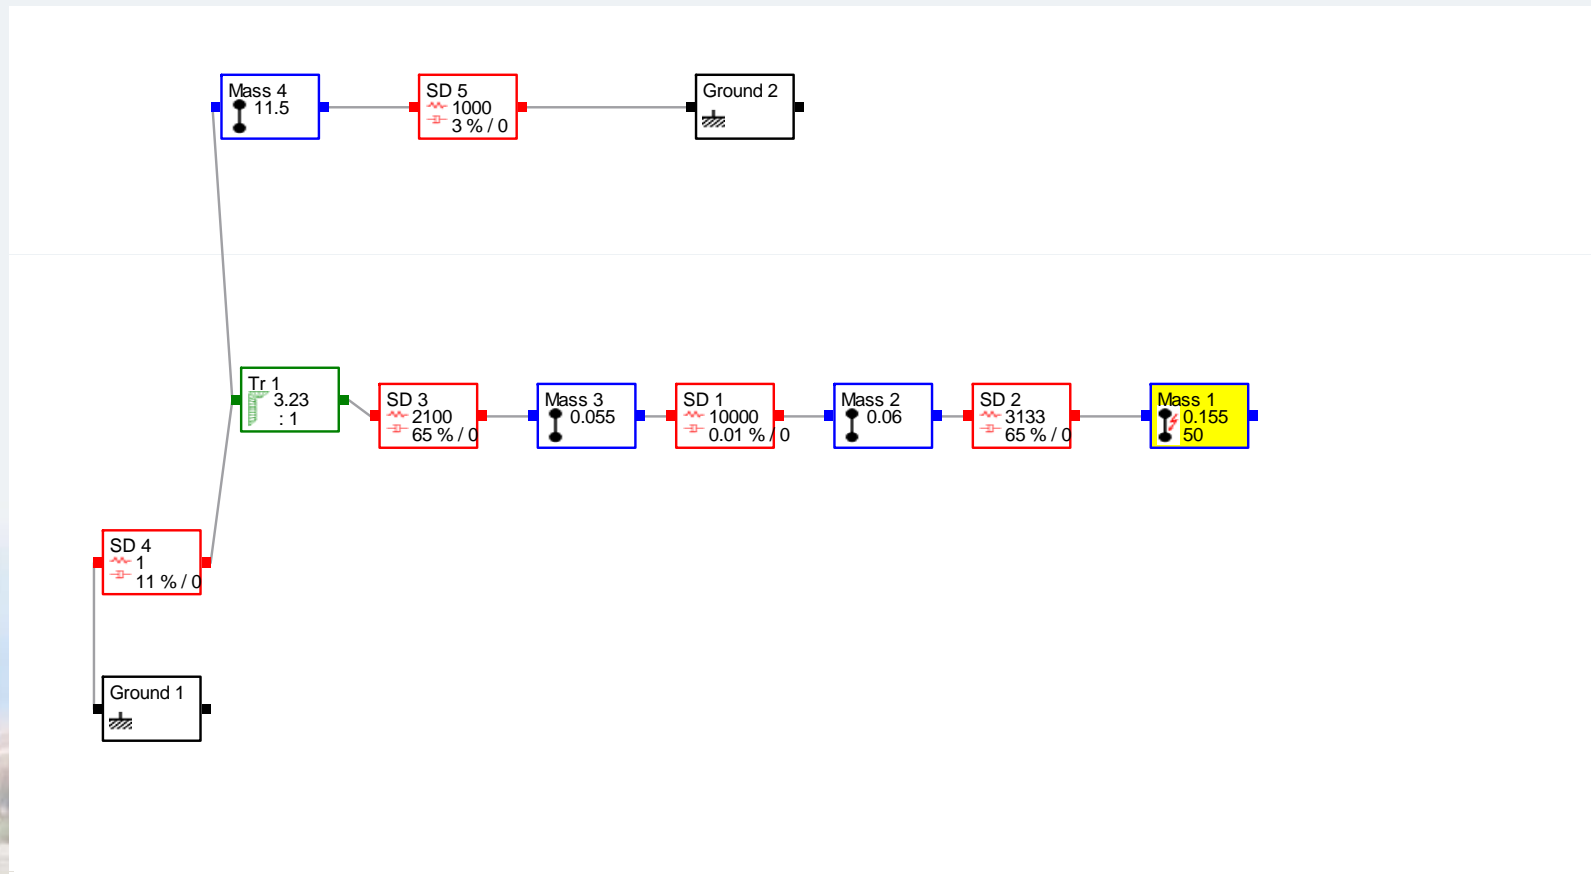 Mass 4
11.5
SD 5
1000
3 % / 0
Ground 2
Tr 1
3.23
: 1
SD 3
2100
65 % / 0
Mass 3
0.055
SD 1
10000
0.01 % / 0
Mass 2
0.06
SD 2
3133
65 % / 0
Mass 1
0.155
50
SD 4
1
11 % / 0
Ground 1